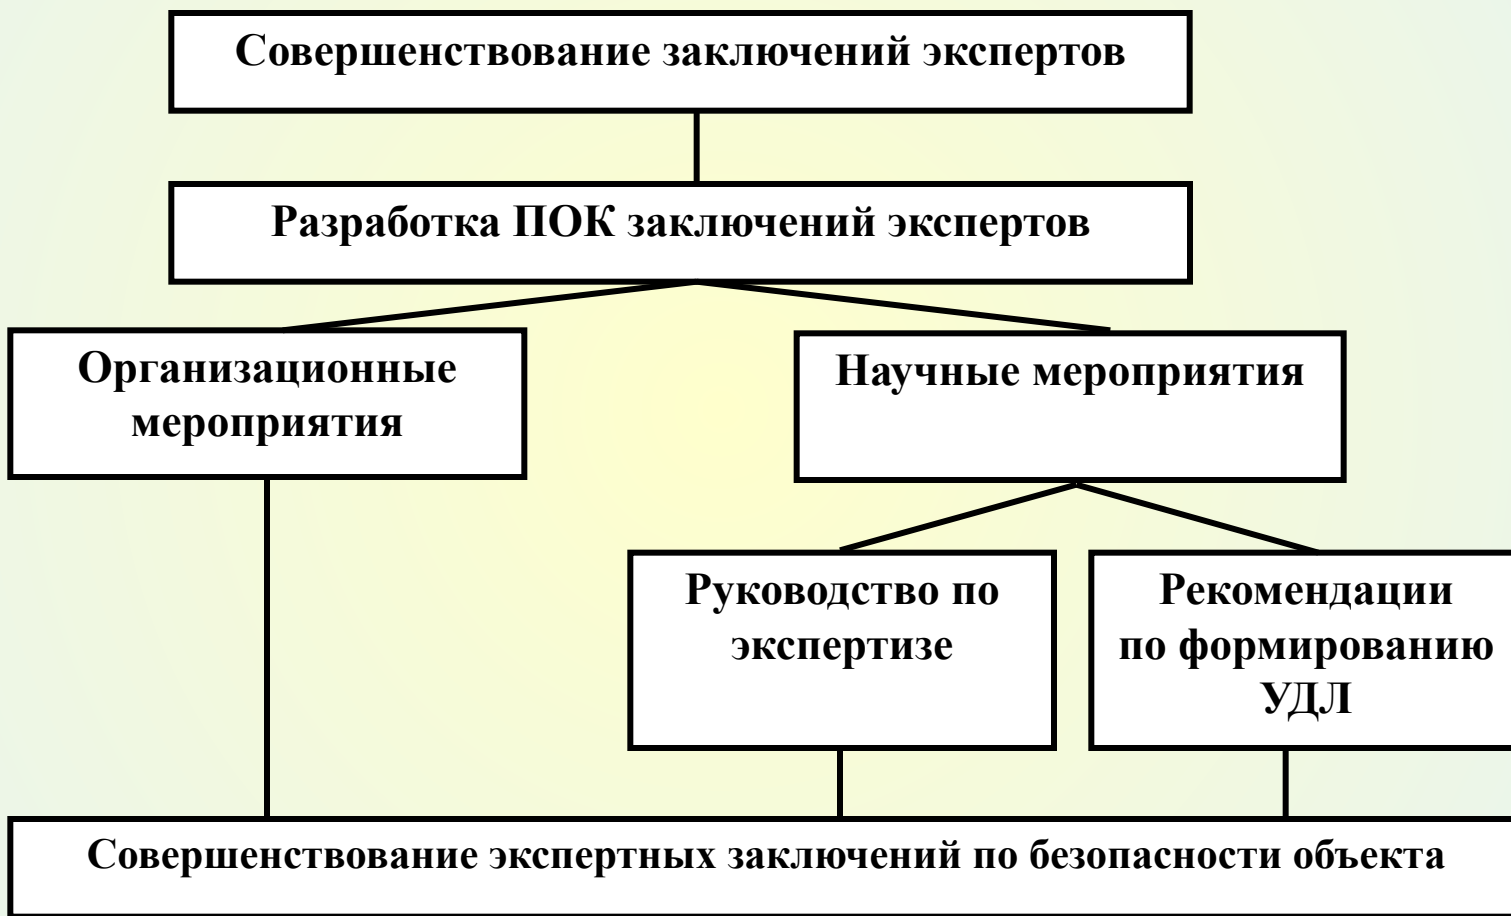 Совершенствование заключений экспертов
Разработка ПОК заключений экспертов
Организационные
мероприятия
Научные мероприятия
Руководство по
экспертизе
Рекомендации
по формированию
УДЛ
Совершенствование экспертных заключений по безопасности объекта